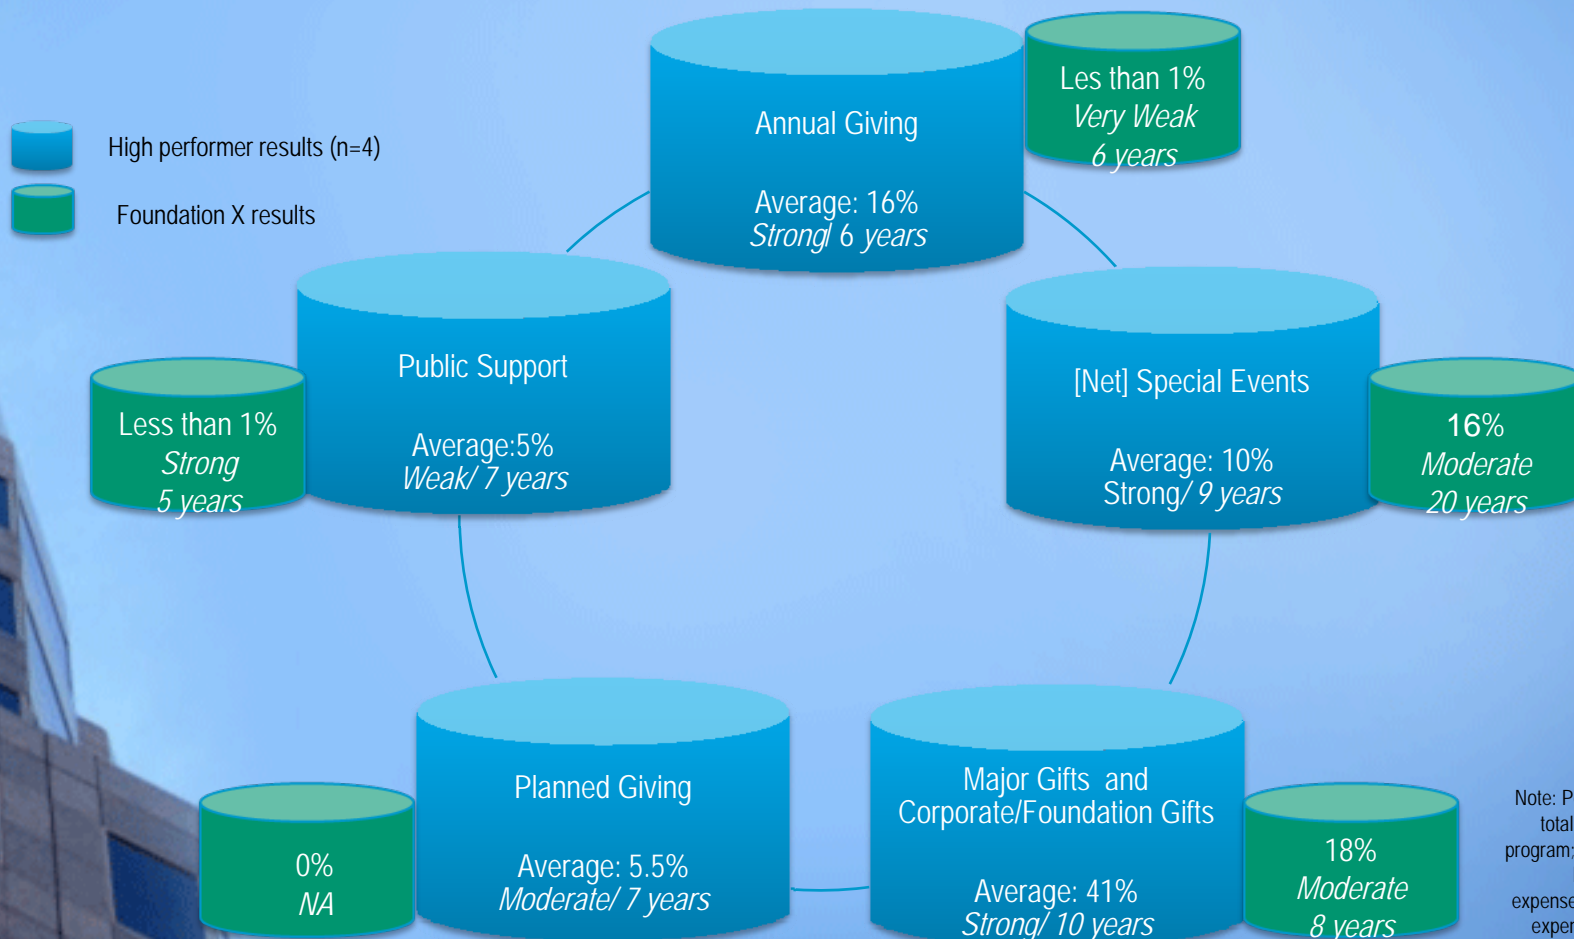 High performer results (n=4)
Foundation X results
Annual Giving
Average: 16%
Strong/ 6 years
Les than 1%
Very Weak
6 years
Public Support
Average:5%
Weak/ 7 years
Less than 1%
Strong
5 years
[Net] Special Events
Average: 10%
Strong/ 9 years
16%
Moderate
20 years
Planned Giving
Average: 5.5%
Moderate/ 7 years
0%
NA
Major Gifts and
Corporate/Foundation Gifts
Average: 41%
Strong/ 10 years
18%
Moderate
8 years
Note:
total
program;